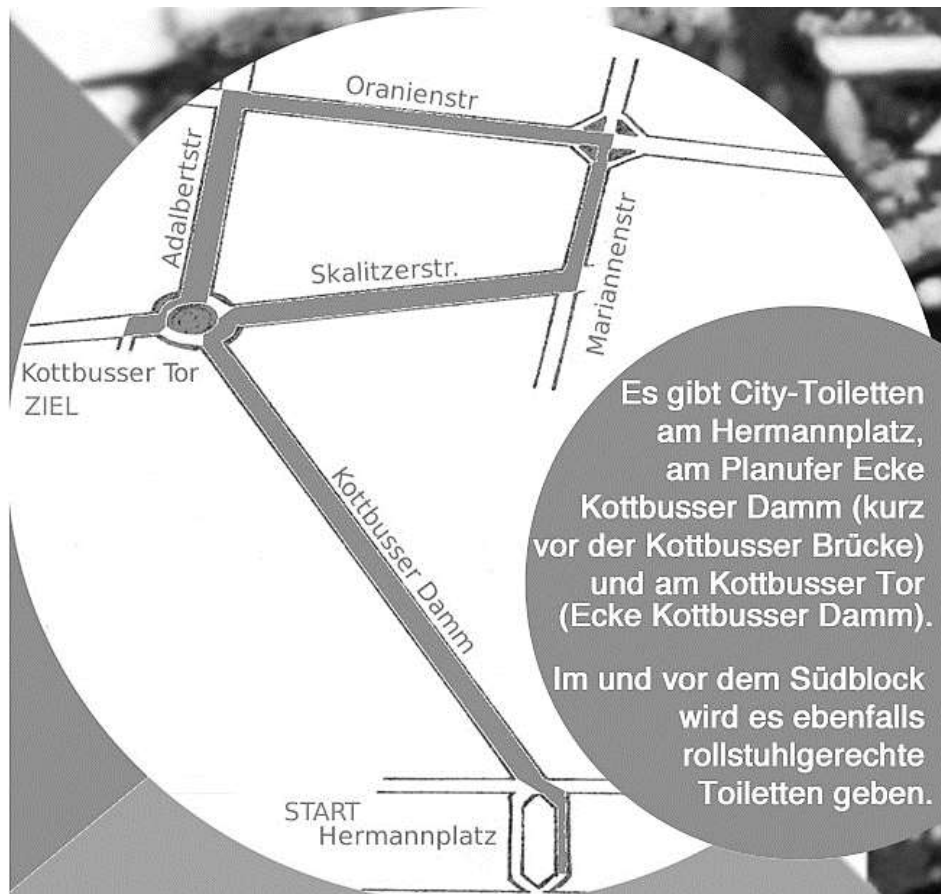 Oranienstr
Adalbertstr
Skalitzerstr.
Mariannenstr
Kottbusser Tor
ZIEL
Kottbusser Damm
START
Hermannplatz
Es gibt City-Toiletten
am Hermannplatz,
am Planufer Ecke
Kottbusser Damm (kurz
vor der Kottbusser Brücke)
und am Kottbusser Tor
(Ecke Kottbusser Damm).
Im und vor dem Südblock
wird es ebenfalls
rollstuhlgerechte
Toiletten geben.